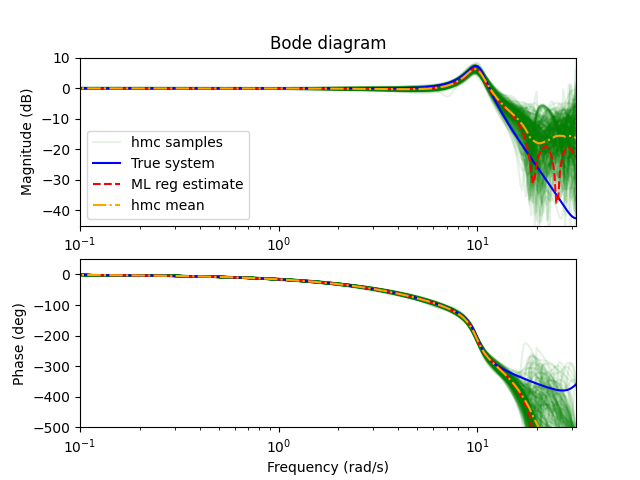 Bode diagram
Magnitude (dB)
10
0
−10
−20
−30
−40
hmc samples
True system
ML reg estimate
hmc mean
10⁻¹
10⁰
10¹
Phase (deg)
0
−100
−200
−300
−400
−500
10⁻¹
10⁰
10¹
Frequency (rad/s)